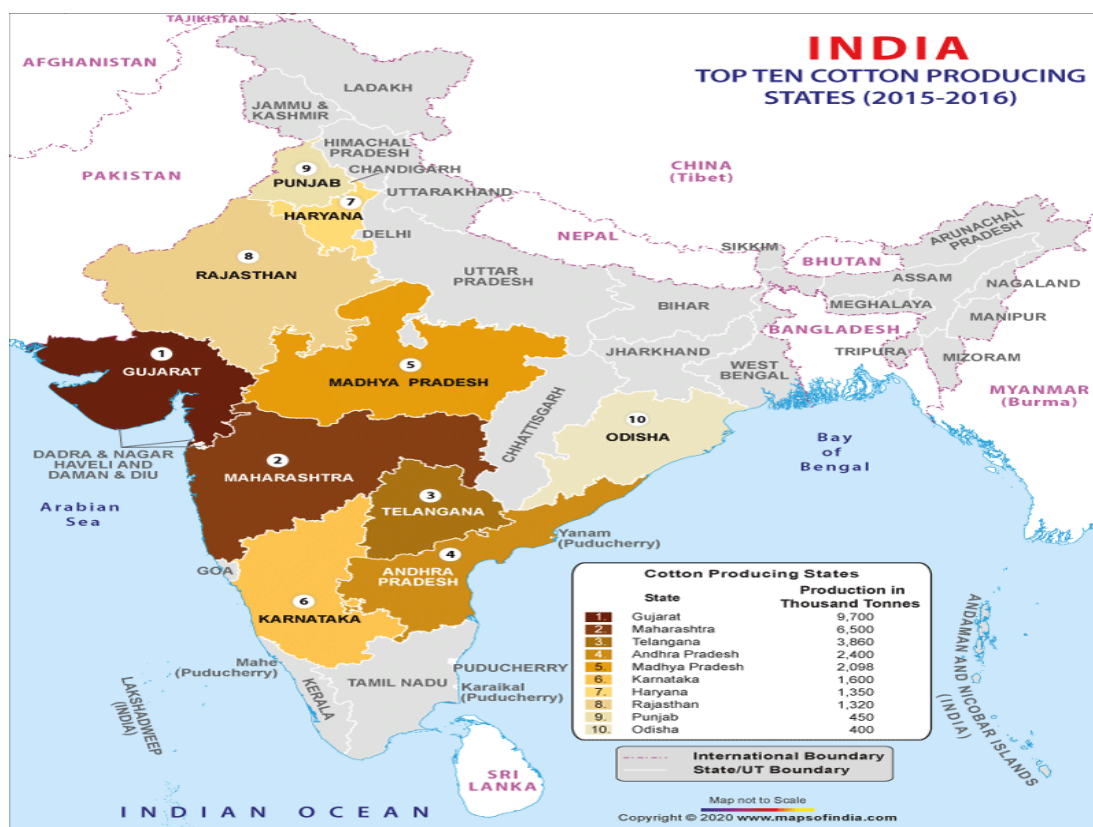 INDIA
TOP TEN COTTON PRODUCING
STATES (2015-2016)
TAJIKISTAN
AFGHANISTAN
LADAKH
JAMMU &
KASHMIR
HIMACHAL
PRADESH
CHANDIGARH
9
PUNJAB
PAKISTAN
CHINA
(Tibet)
UTTARAKHAND
7
HARYANA
DELHI
NEPAL
SIKKIM
ARUNACHAL
PRADESH
BHUTAN
8
RAJASTHAN
UTTAR
PRADESH
ASSAM
NAGALAND
BIHAR
MEGHALAYA
MANIPUR
BANGLADESH
1
GUJARAT
5
MADHYA PRADESH
JHARKHAND
WEST
BENGAL
TRIPURA
MIZORAM
MYANMAR
(Burma)
CHHATTISGARH
10
ODISHA
DADRA & NAGAR
HAVELI AND
DAMAN & DIU
2
MAHARASHTRA
Bay
of
Bengal
Arabian
Sea
3
TELANGANA
Yanam
(Puducherry)
4
ANDHRA
PRADESH
GOA
6
KARNATAKA
Mahe
(Puducherry)
PUDUCHERRY
TAMIL NADU
Karaikal
(Puducherry)
KERALA
LAKSHADWEEP
(INDIA)
ANDAMAN AND NICOBAR ISLANDS
(INDIA)
SRI
LANKA
INDIAN OCEAN
Cotton Producing States
State Production in
Thousand Tonnes
1. Gujarat 9,700
2. Maharashtra 6,500
3. Telangana 3,860
4 Andhra Pradesh 2,400
5. Madhya Pradesh 2,098
6. Karnataka 1,600
7. Haryana 1,350
8. Rajasthan 1,320
9. Punjab 450
10. Odisha 400
International Boundary
State/UT Boundary
Map not to Scale
Copyright © 2020 www.mapsofindia.com